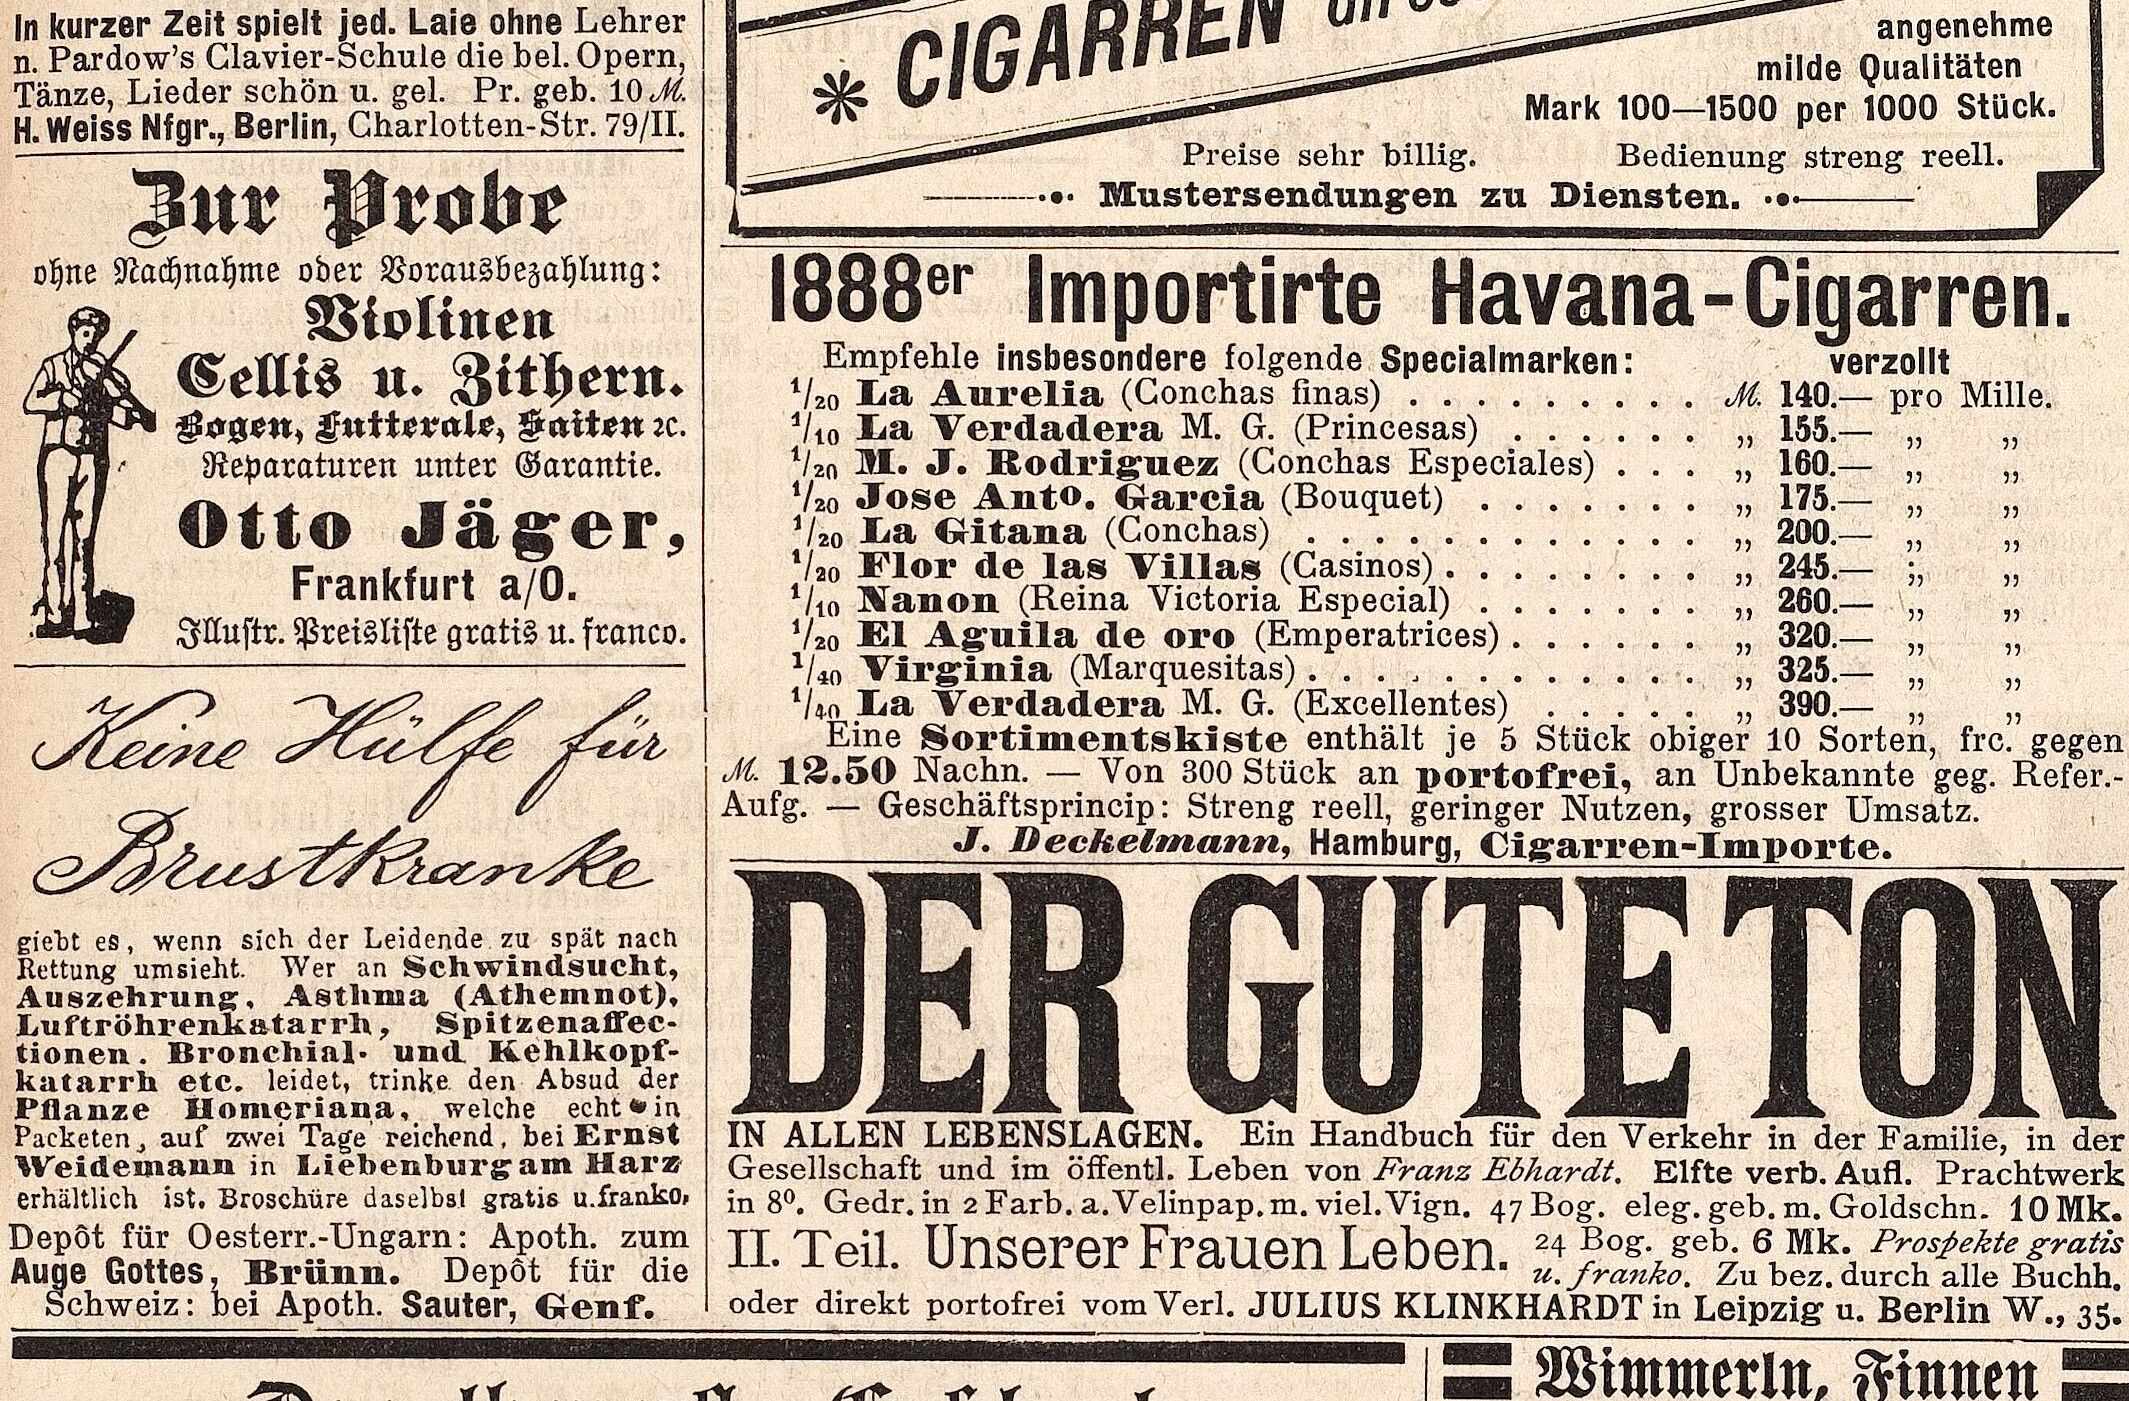 In kurzer Zeit spielt jed. Laie ohne Lehrer
n. Pardow's Clavier-Schule die bel. Opern,
Tänze, Lieder schön u. gel. Pr. geb. 10 M.
H. Weiss Nfgr., Berlin, Charlotten-Str. 79/II.
Zur Probe
ohne Nachnahme oder Vorausbezahlung:
Violinen
Cellis u. Zithern.
Bogen, Futterale, Saiten ꝛc.
Reparaturen unter Garantie.
Otto Jäger,
Frankfurt a/O.
Illustr. Preisliste gratis u. franco.
Keine Hülfe für
Brustkranke
giebt es, wenn sich der Leidende zu spät nach
Rettung umsieht. Wer an Schwindsucht,
Auszehrung, Asthma (Athemnot),
Luftröhrenkatarrh, Spitzenaffec-
tionen. Bronchial- und Kehlkopf-
katarrh etc. leidet, trinke den Absud der
Pflanze Homeriana, welche echt in
Packeten, auf zwei Tage reichend, bei Ernst
Weidemann in Liebenburg am Harz
erhältlich ist. Broschüre daselbst gratis u. franko,
Depôt für Oesterr.-Ungarn: Apoth. zum
Auge Gottes, Brünn. Depôt für die
Schweiz: bei Apoth. Sauter, Genf.
CIGARREN
angenehme
milde Qualitäten
Mark 100—1500 per 1000 Stück.
Preise sehr billig. Bedienung streng reell.
Mustersendungen zu Diensten.
1888er Importirte Havana-Cigarren.
Empfehle insbesondere folgende Specialmarken: verzollt
1/20 La Aurelia (Conchas finas) . . . . . . . . . M. 140.— pro Mille.
1/10 La Verdadera M. G. (Princesas) . . . . . . „ 155.— „ „
1/20 M. J. Rodriguez (Conchas Especiales) . . . „ 160.— „ „
1/20 Jose Anto. Garcia (Bouquet) . . . . . . . „ 175.— „ „
1/20 La Gitana (Conchas) . . . . . . . . . . . . „ 200.— „ „
1/20 Flor de las Villas (Casinos) . . . . . . . . „ 245.— „ „
1/10 Nanon (Reina Victoria Especial) . . . . . . . „ 260.— „ „
1/20 El Aguila de oro (Emperatrices) . . . . . . „ 320.— „ „
1/40 Virginia (Marquesitas) . . . . . . . . . . . . „ 325.— „ „
1/40 La Verdadera M. G. (Excellentes) . . . . . „ 390.— „ „
Eine Sortimentskiste enthält je 5 Stück obiger 10 Sorten, frc. gegen
M. 12.50 Nachn. — Von 300 Stück an portofrei, an Unbekannte geg. Refer.-
Aufg. — Geschäftsprincip: Streng reell, geringer Nutzen, grosser Umsatz.
J. Deckelmann, Hamburg, Cigarren-Importe.
DER GUTE TON
IN ALLEN LEBENSLAGEN. Ein Handbuch für den Verkehr in der Familie, in der
Gesellschaft und im öffentl. Leben von Franz Ebhardt. Elfte verb. Aufl. Prachtwerk
in 8º. Gedr. in 2 Farb. a. Velinpap. m. viel. Vign. 47 Bog. eleg. geb. m. Goldschn. 10 Mk.
II. Teil. Unserer Frauen Leben. 24 Bog. geb. 6 Mk. Prospekte gratis
u. franko. Zu bez. durch alle Buchh.
oder direkt portofrei vom Verl. JULIUS KLINKHARDT in Leipzig u. Berlin W., 35.
Wimmerln, Finnen